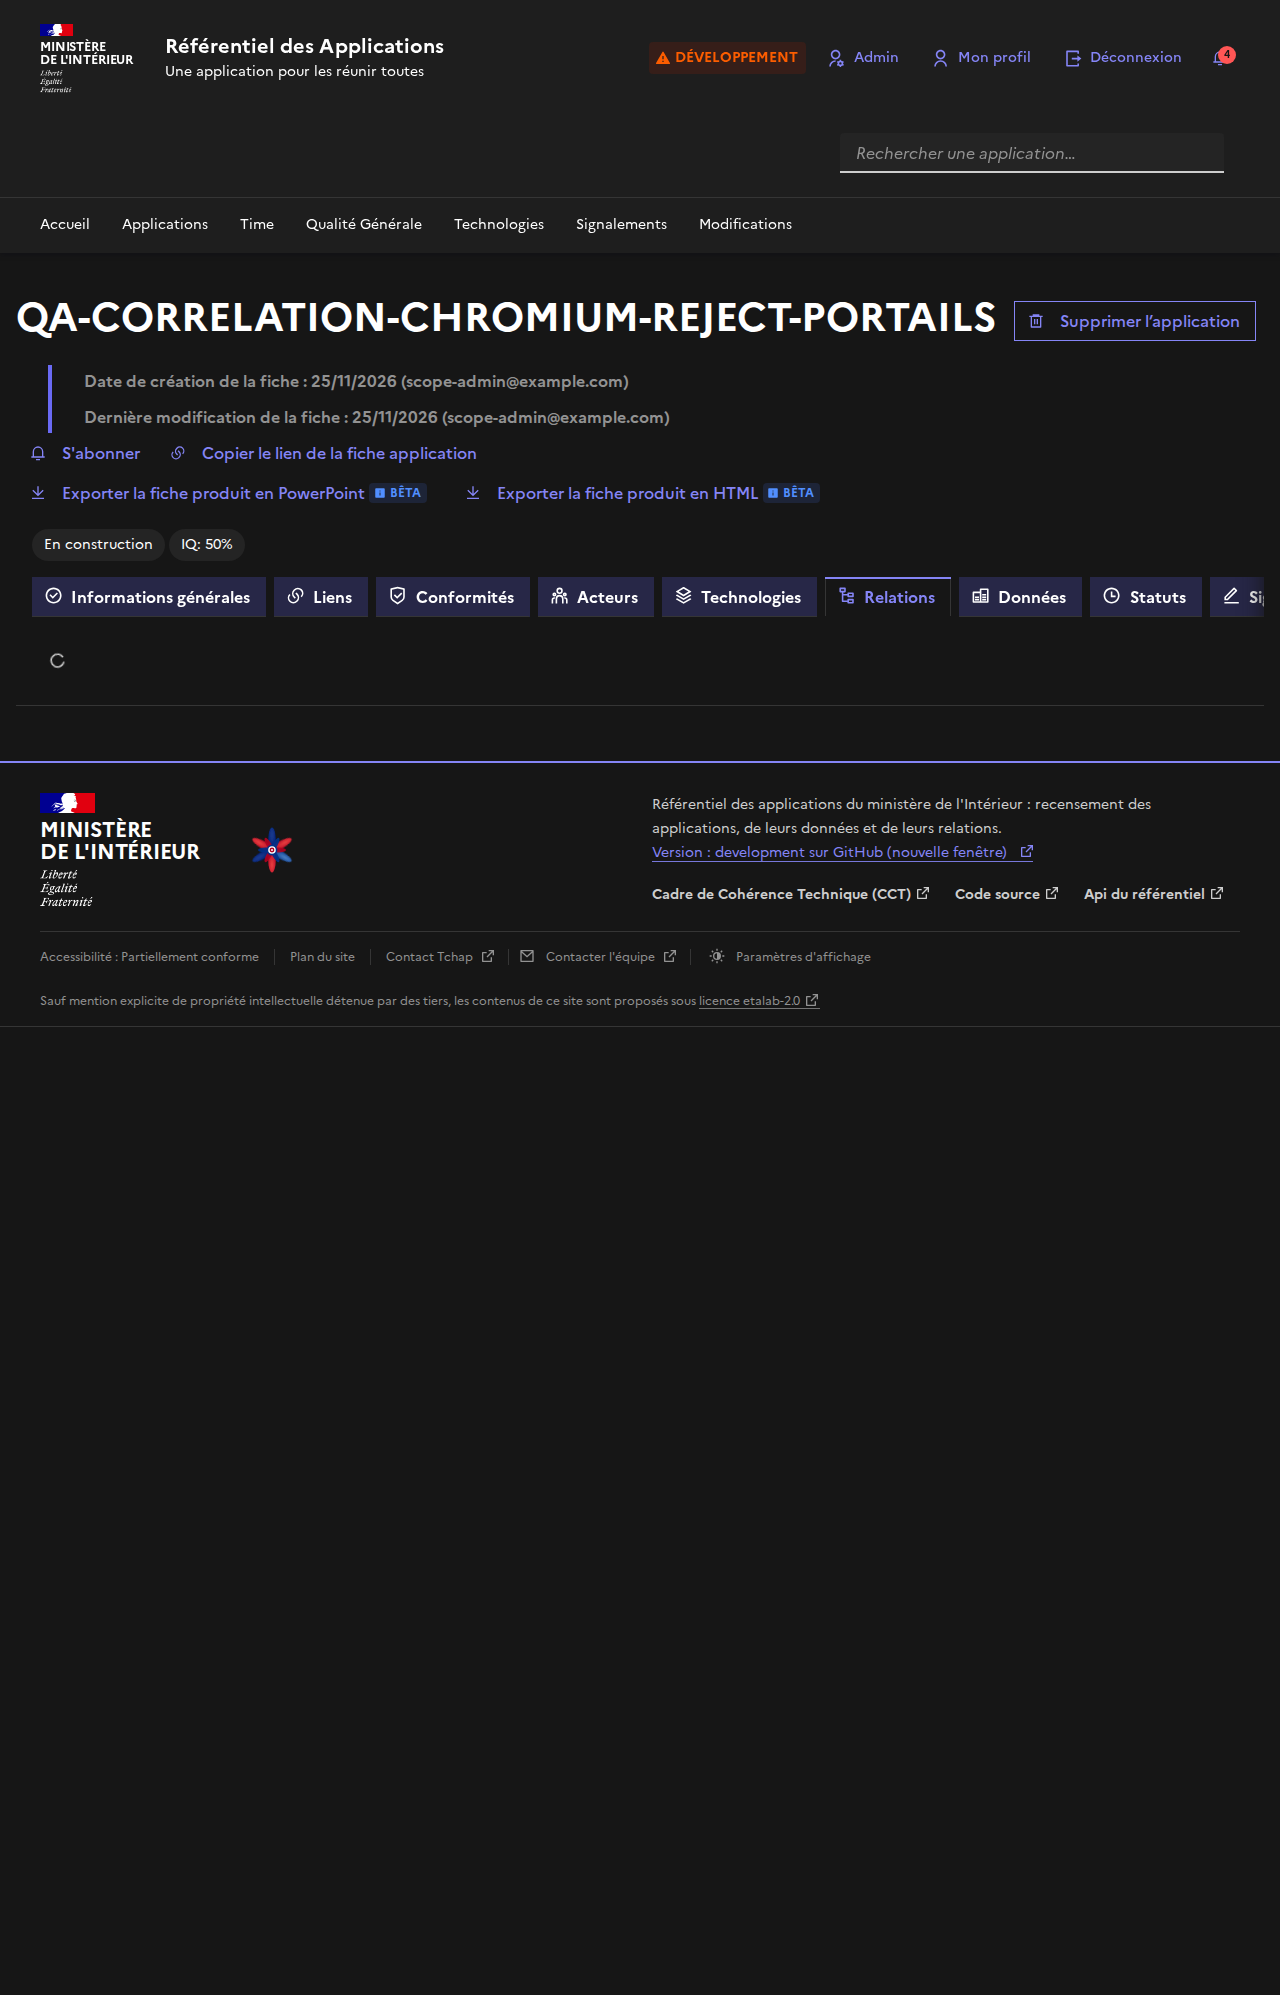 MINISTÈRE
DE L'INTÉRIEUR
Liberté
Égalité
Fraternité
Référentiel des Applications
Une application pour les réunir toutes
DÉVELOPPEMENT
Admin
Mon profil
Déconnexion
4
Rechercher une application…
Accueil
Applications
Time
Qualité Générale
Technologies
Signalements
Modifications
QA-CORRELATION-CHROMIUM-REJECT-PORTAILS
Supprimer l’application
Date de création de la fiche : 25/11/2026 (scope-admin@example.com)
Dernière modification de la fiche : 25/11/2026 (scope-admin@example.com)
S'abonner
Copier le lien de la fiche application
Exporter la fiche produit en PowerPoint BÊTA
Exporter la fiche produit en HTML BÊTA
En construction
IQ: 50%
Informations générales
Liens
Conformités
Acteurs
Technologies
Relations
Données
Statuts
MINISTÈRE
DE L'INTÉRIEUR
Liberté
Égalité
Fraternité
Référentiel des applications du ministère de l'Intérieur : recensement des
applications, de leurs données et de leurs relations.
Version : development sur GitHub (nouvelle fenêtre)
Cadre de Cohérence Technique (CCT)
Code source
Api du référentiel
Accessibilité : Partiellement conforme
Plan du site
Contact Tchap
Contacter l'équipe
Paramètres d'affichage
Sauf mention explicite de propriété intellectuelle détenue par des tiers, les contenus de ce site sont proposés sous licence etalab-2.0